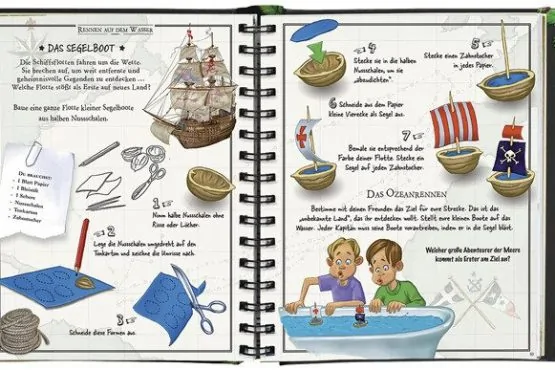 RENNEN AUF DEM WASSER
DAS SEGELBOOT
Die Schiffsflotten fahren um die Wette.
Sie brechen auf, um weit entfernte und
geheimnisvolle Gegenden zu entdecken ...
Welche Flotte stößt als Erste auf neues Land?
Baue eine ganze Flotte kleiner Segelboote
aus halben Nussschalen.
DU BRAUCHST:
- 1 Blatt Papier
- 1 Bleistift
- 1 Schere
- Nussschalen
- Tonkarton
- Zahnstocher
1
Nimm halbe Nussschalen ohne
Risse oder Löcher.
2
Lege die Nussschalen umgedreht auf den
Tonkarton und zeichne die Umrisse nach.
3
Schneide diese Formen aus.
4
Stecke sie in die halben
Nussschalen, um sie
„abzudichten“.
5
Stecke einen Zahnstocher
in jedes Papier.
6 Schneide aus dem Papier
kleine Vierecke als Segel aus.
7
Bemale sie entsprechend der
Farbe deiner Flotte. Stecke ein
Segel auf jeden Zahnstocher.
DAS OZEANRENNEN
Bestimme mit deinen Freunden das Ziel für eure Strecke. Das ist das
„unbekannte Land“, das ihr entdecken wollt. Stellt eure kleinen Boote auf das
Wasser. Jeder Kapitän muss seine Boote vorantreiben, indem er in die Segel bläst.
Welcher große Abenteurer der Meere
kommt als Erster am Ziel an?